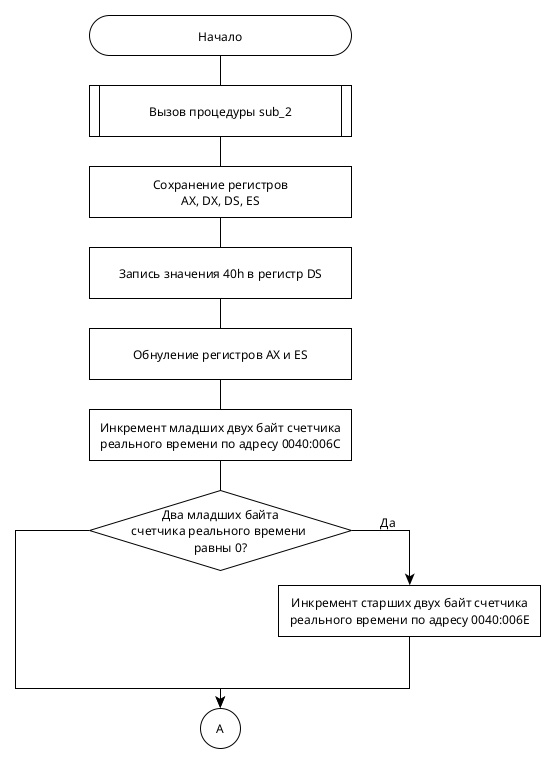 Начало
Вызов процедуры sub_2
Сохранение регистров
AX, DX, DS, ES
Запись значения 40h в регистр DS
Обнуление регистров AX и ES
Инкремент младших двух байт счетчика
реального времени по адресу 0040:006C
Два младших байта
счетчика реального времени
равны 0?
Да
Инкремент старших двух байт счетчика
реального времени по адресу 0040:006E
A